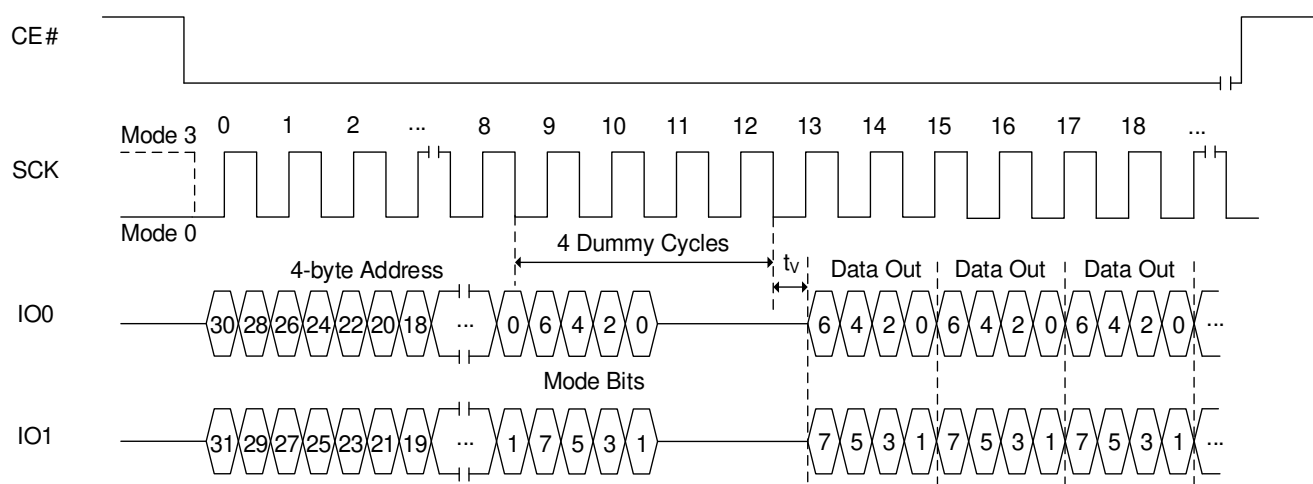 CE#
Mode 3 0 1 2 ... 8 9 10 11 12 13 14 15 16 17 18 ...
SCK
Mode 0
4 Dummy Cycles
4-byte Address tV Data Out Data Out Data Out
IO0 30 28 26 24 22 20 18 ... 0 6 4 2 0 6 4 2 0 6 4 2 0 6 4 2 0 ...
Mode Bits
IO1 31 29 27 25 23 21 19 ... 1 7 5 3 1 7 5 3 1 7 5 3 1 7 5 3 1 ...